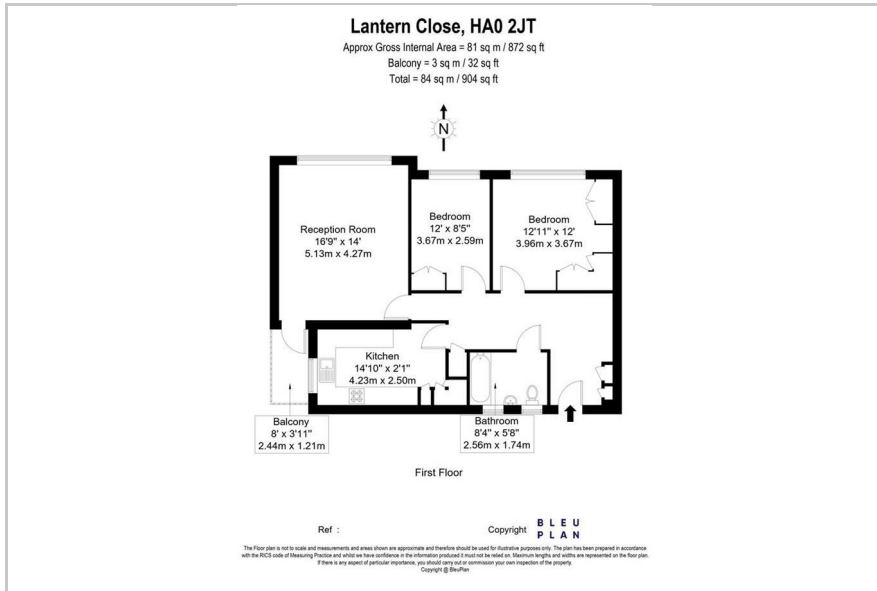 Lantern Close, HA0 2JT
Approx Gross Internal Area = 81 sq m / 872 sq ft
Balcony = 3 sq m / 32 sq ft
Total = 84 sq m / 904 sq ft
N
Reception Room
16'9" x 14'
5.13m x 4.27m
Bedroom
12' x 8'5"
3.67m x 2.59m
Bedroom
12'11" x 12'
3.96m x 3.67m
Kitchen
14'10" x 2'1"
4.23m x 2.50m
Balcony
8' x 3'11"
2.44m x 1.21m
Bathroom
8'4" x 5'8"
2.56m x 1.74m
First Floor
Ref :
Copyright
BLEU
PLAN
The Floor plan is not to scale and measurements and areas shown are approximate and therefore should be used for illustrative purposes only. The plan has been prepared in accordance
with the RICS code of Measuring Practice and whilst we have confidence in the information produced it must not be relied on. Maximum lengths and widths are represented on the floor plan.
If there is any aspect of particular importance, you should carry out or commission your own inspection of the property.
Copyright @ BleuPlan